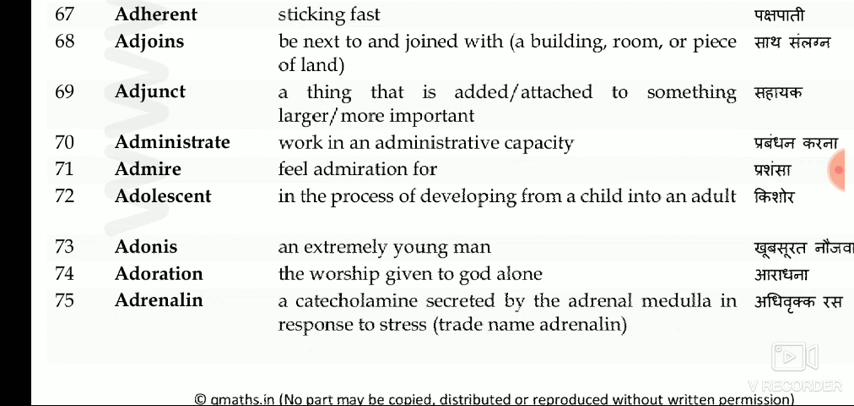 67 Adherent sticking fast पक्षपाती
68 Adjoins be next to and joined with (a building, room, or piece साथ संलग्न
of land)
69 Adjunct a thing that is added/attached to something सहायक
larger/more important
70 Administrate work in an administrative capacity प्रबंधन करना
71 Admire feel admiration for प्रशंसा
72 Adolescent in the process of developing from a child into an adult किशोर
73 Adonis an extremely young man खूबसूरत नौजवा
74 Adoration the worship given to god alone आराधना
75 Adrenalin a catecholamine secreted by the adrenal medulla in अधिवृक्क रस
response to stress (trade name adrenalin)
V RECORDER
© qmaths.in (No part may be copied, distributed or reproduced without written permission)